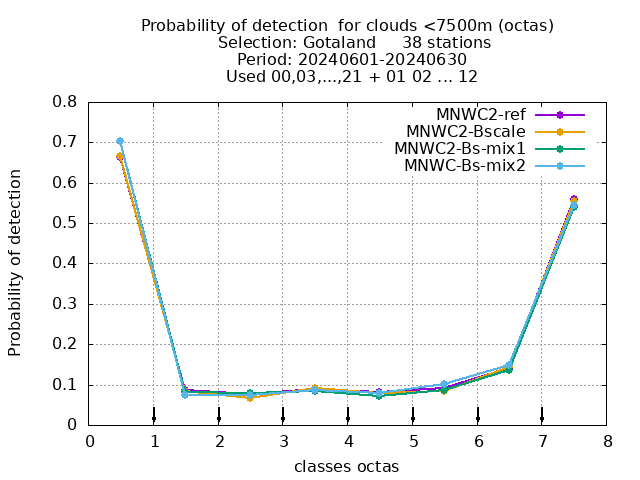 Probability of detection  for clouds <7500m (octas)
Selection: Gotaland     38 stations
Period: 20240601-20240630
Used 00,03,...,21 + 01 02 ... 12
MNWC2-ref
MNWC2-Bscale
MNWC2-Bs-mix1
MNWC-Bs-mix2
Probability of detection
0.8
0.7
0.6
0.5
0.4
0.3
0.2
0.1
0
0 1 2 3 4 5 6 7 8
classes octas